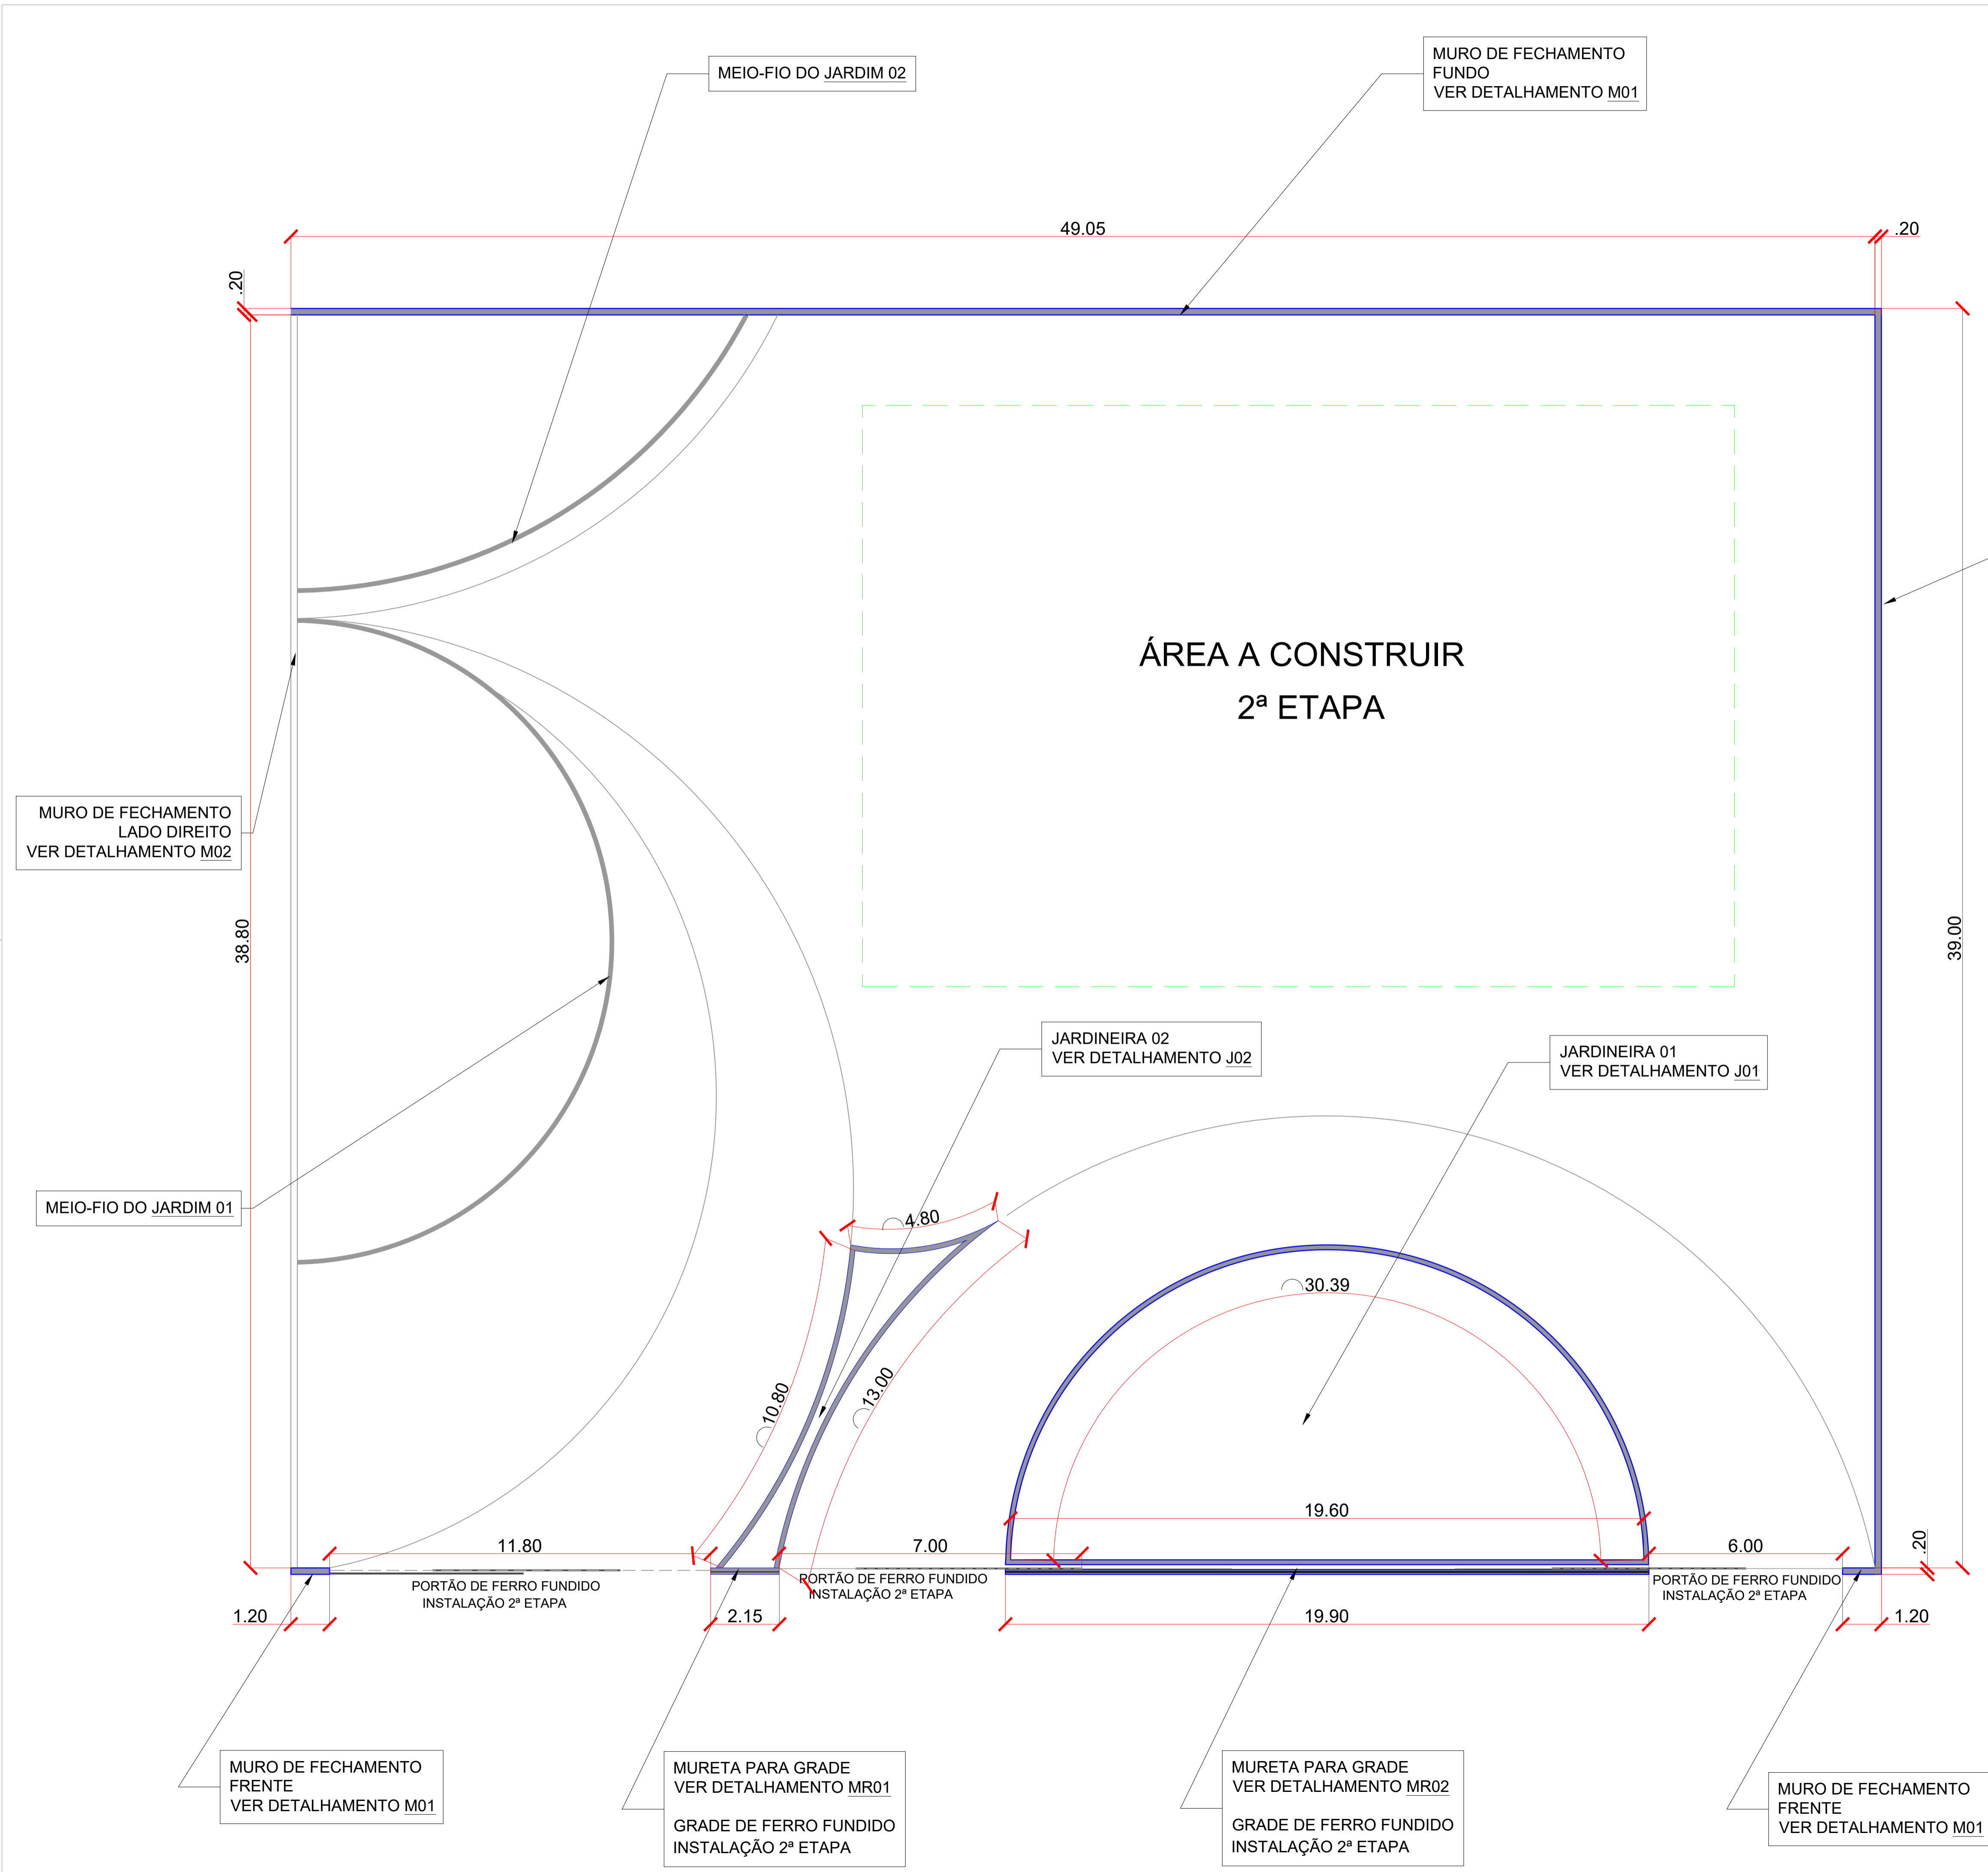 MEIO-FIO DO JARDIM 02
MURO DE FECHAMENTO
FUNDO
VER DETALHAMENTO M01
49.05
.20
.20
ÁREA A CONSTRUIR
2ª ETAPA
MURO DE FECHAMENTO
LADO DIREITO
VER DETALHAMENTO M02
38.80
39.00
JARDINEIRA 02
VER DETALHAMENTO J02
JARDINEIRA 01
VER DETALHAMENTO J01
MEIO-FIO DO JARDIM 01
4.80
30.39
10.80
13.00
19.60
11.80
7.00
6.00
.20
PORTÃO DE FERRO FUNDIDO
INSTALAÇÃO 2ª ETAPA
PORTÃO DE FERRO FUNDIDO
INSTALAÇÃO 2ª ETAPA
PORTÃO DE FERRO FUNDIDO
INSTALAÇÃO 2ª ETAPA
1.20
2.15
19.90
1.20
MURO DE FECHAMENTO
FRENTE
VER DETALHAMENTO M01
MURETA PARA GRADE
VER DETALHAMENTO MR01
GRADE DE FERRO FUNDIDO
INSTALAÇÃO 2ª ETAPA
MURETA PARA GRADE
VER DETALHAMENTO MR02
GRADE DE FERRO FUNDIDO
INSTALAÇÃO 2ª ETAPA
MURO DE FECHAMENTO
FRENTE
VER DETALHAMENTO M01